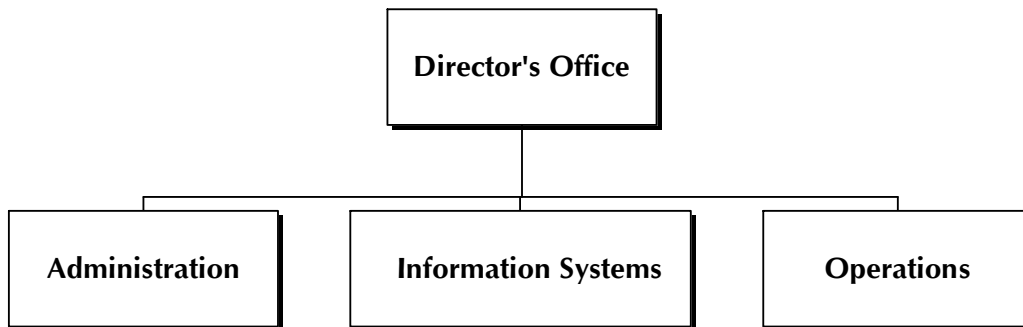 Director's Office
Administration
Information Systems
Operations